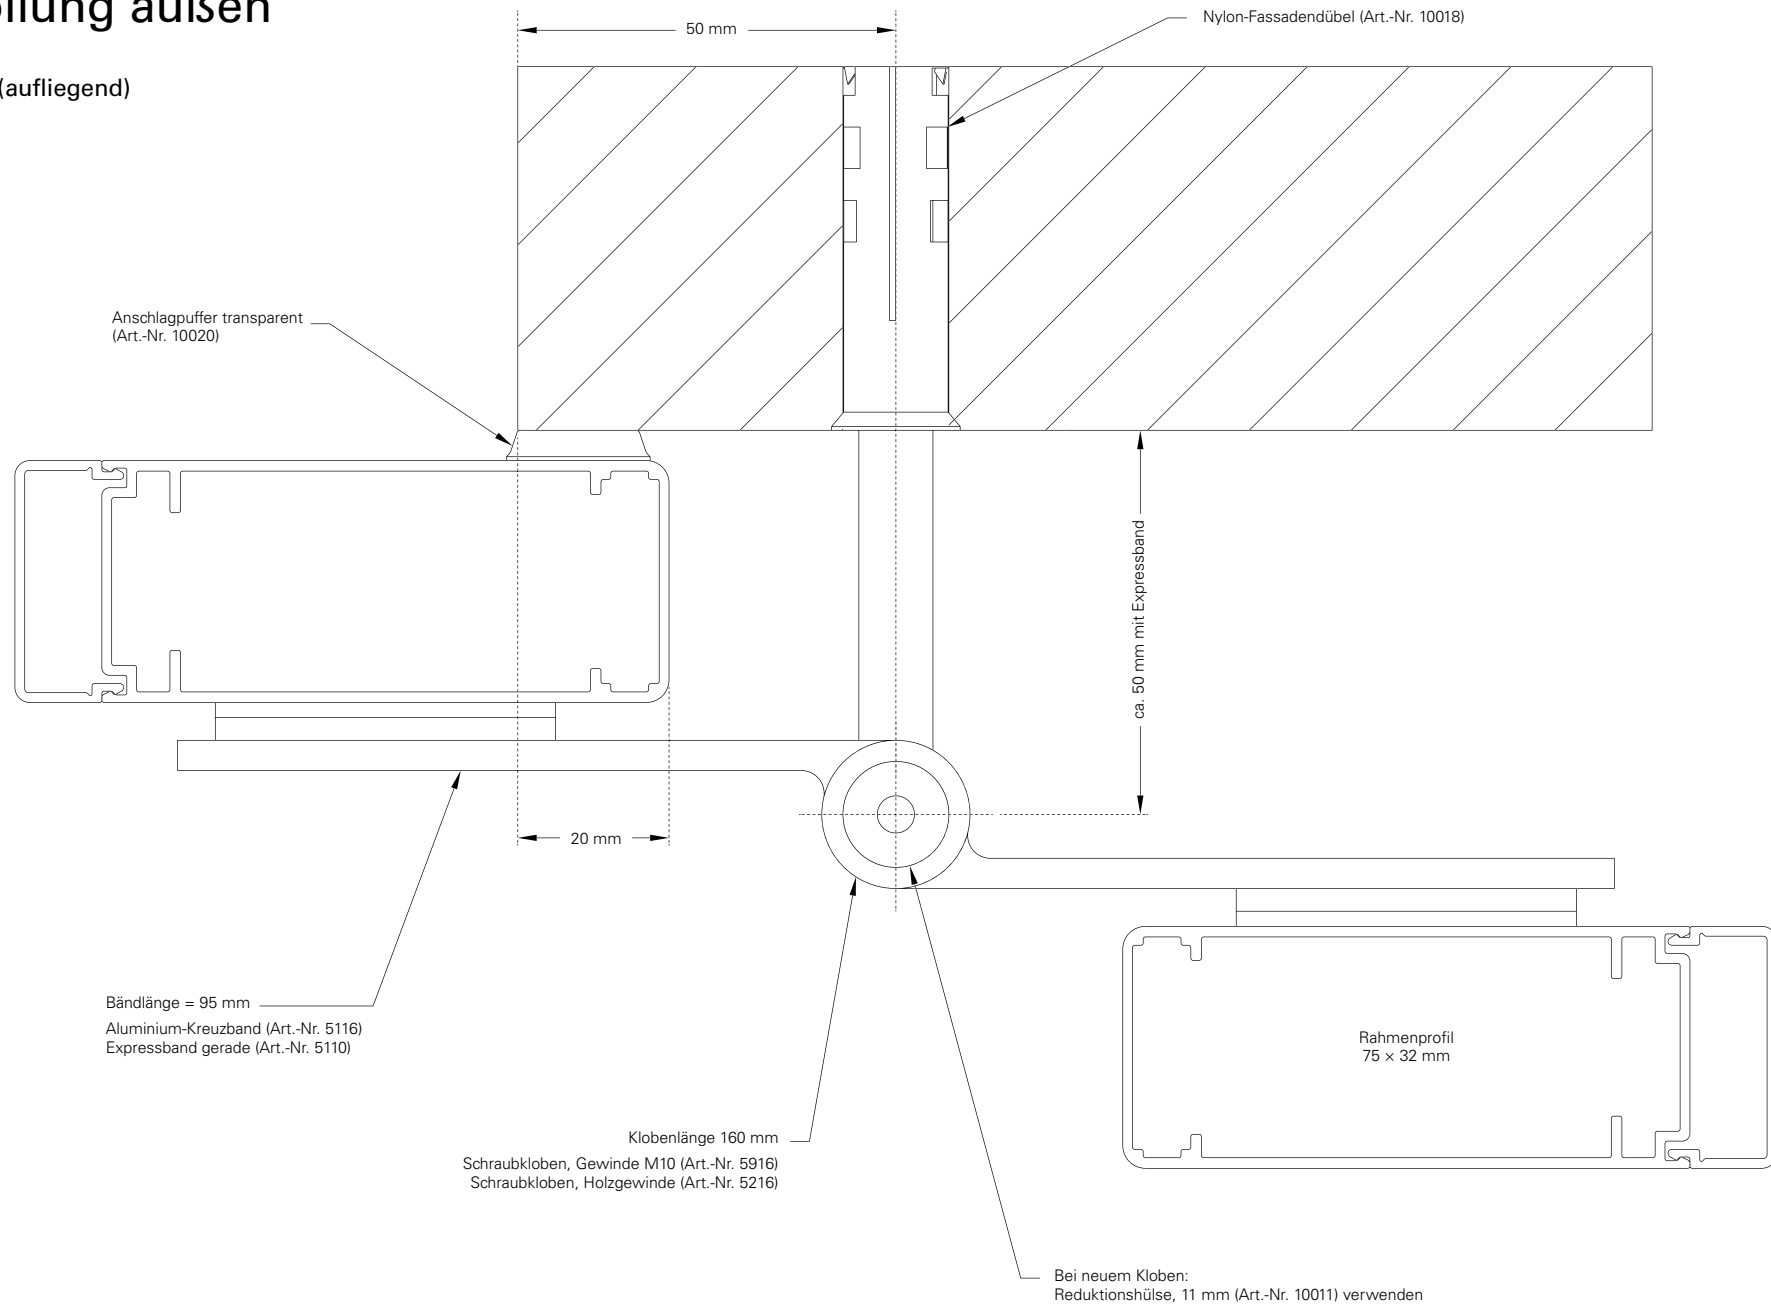 außen
(aufliegend)
50 mm
Nylon-Fassadendübel (Art.-Nr. 10018)
Anschlagpuffer transparent
(Art.-Nr. 10020)
ca. 50 mm mit Expressband
20 mm
Bändlänge = 95 mm
Aluminium-Kreuzband (Art.-Nr. 5116)
Expressband gerade (Art.-Nr. 5110)
Rahmenprofil
75 × 32 mm
Klobenlänge 160 mm
Schraubkloben, Gewinde M10 (Art.-Nr. 5916)
Schraubkloben, Holzgewinde (Art.-Nr. 5216)
Bei neuem Kloben:
Reduktionshülse, 11 mm (Art.-Nr. 10011) verwenden